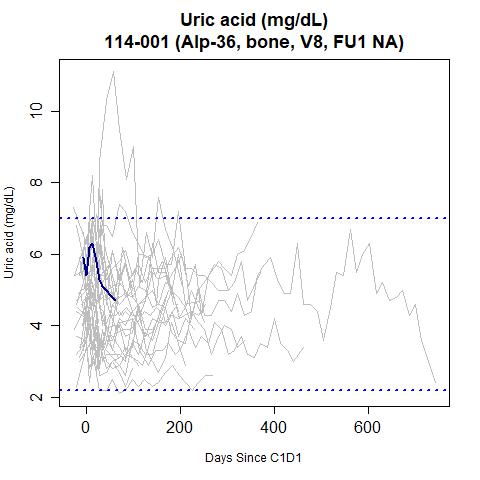 Uric acid (mg/dL)
114-001 (Alp-36, bone, V8, FU1 NA)
Uric acid (mg/dL)
10
8
6
4
2
0
200
400
600
Days Since C1D1